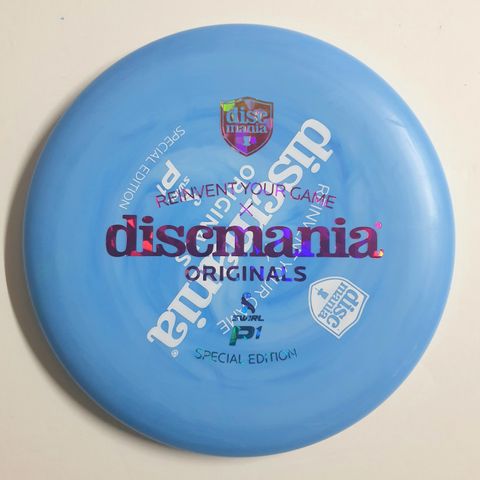 disc
mania
REINVENT YOUR GAME
×
discmania®
ORIGINALS
SWIRL
P1
SPECIAL EDITION
disc
mania
REINVENT YOUR GAME
discmania®
ORIGINALS
P1
SPECIAL EDITION